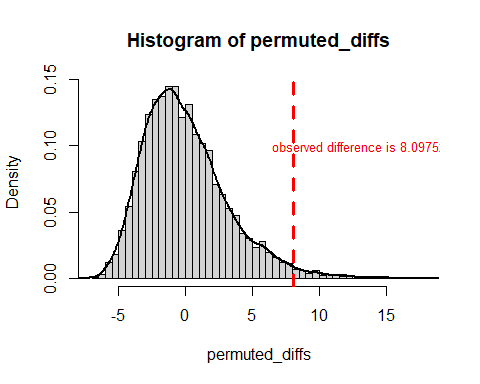 Histogram of permuted_diffs
Density
0.15
0.10
0.05
0.00
observed difference is 8.0975.
-5 0 5 10 15
permuted_diffs